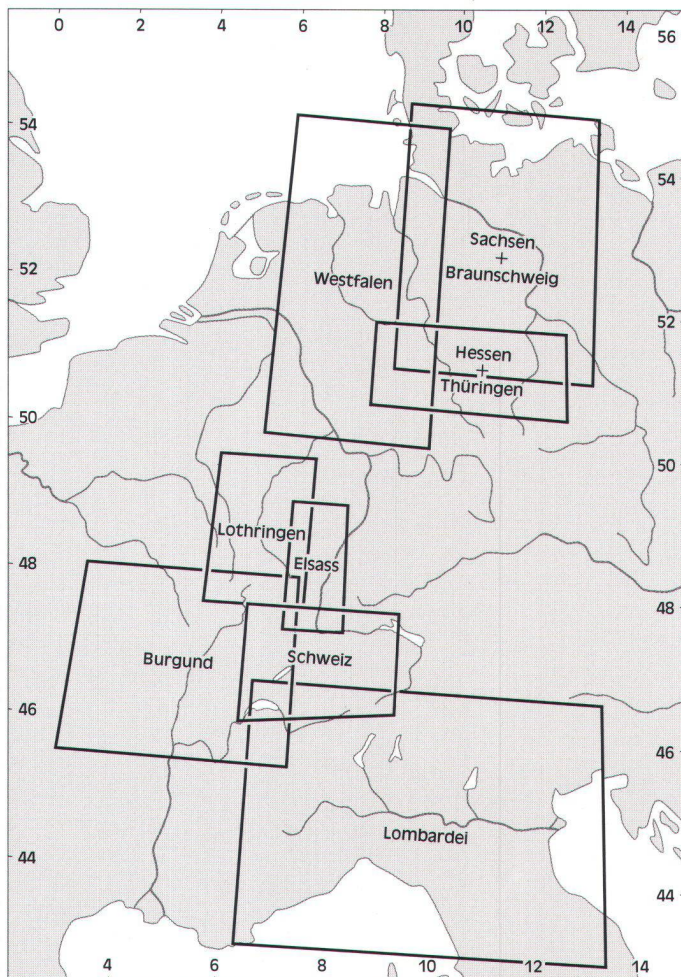 0 2 4 6 8 10 12 14
56
54
54
Sachsen
+
Braunschweig
52
Westfalen
52
Hessen
+
Thüringen
50
50
Lothringen
Elsass
48
48
Burgund
Schweiz
46
46
Lombardei
44
44
4 6 8 10 12